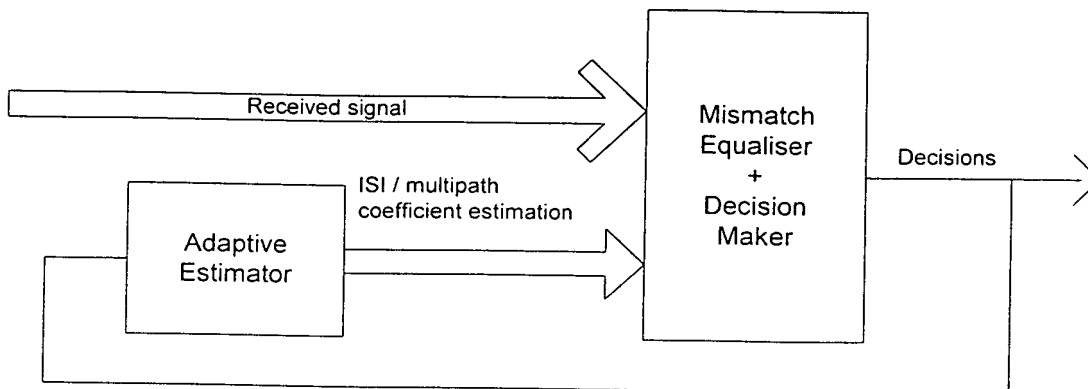 Received signal
ISI / multipath
coefficient estimation
Adaptive
Estimator
Mismatch
Equaliser
+
Decision
Maker
Decisions